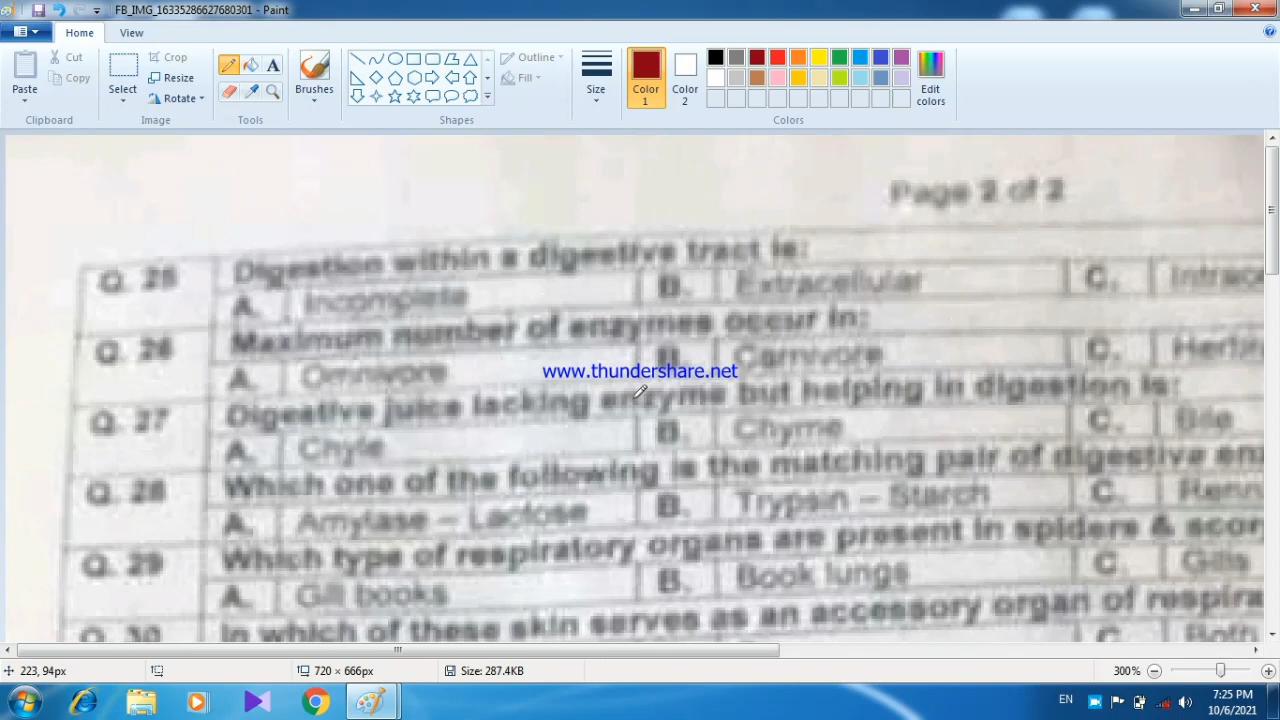 FB_IMG_16335286627680301 - Paint
Home View
Paste Cut Copy Select Crop Resize Rotate Brushes Outline Fill Size Color 1 Color 2 Edit colors
Clipboard Image Tools Shapes Colors
Page 2 of 2
Q. 25 Digestion within a digestive tract is:
A. Incomplete B. Extracellular C.
Q. 26 Maximum number of enzymes occur in:
A. Omnivore B. Carnivore C.
www.thundershare.net
Q. 27 Digestive juice lacking enzyme but helping in digestion is:
A. Chyle B. Chyme C. Bile
Q. 28 Which one of the following is the matching pair of digestive
A. Amylase – Lactose B. Trypsin – Starch C.
Q. 29 Which type of respiratory organs are present in spiders &
A. Gill books B. Book lungs C. Gills
Q. 30 In which of these skin serves as an accessory organ of
C. Both
223, 94px 720 × 666px Size: 287.4KB 300%
EN 7:25 PM
10/6/2021